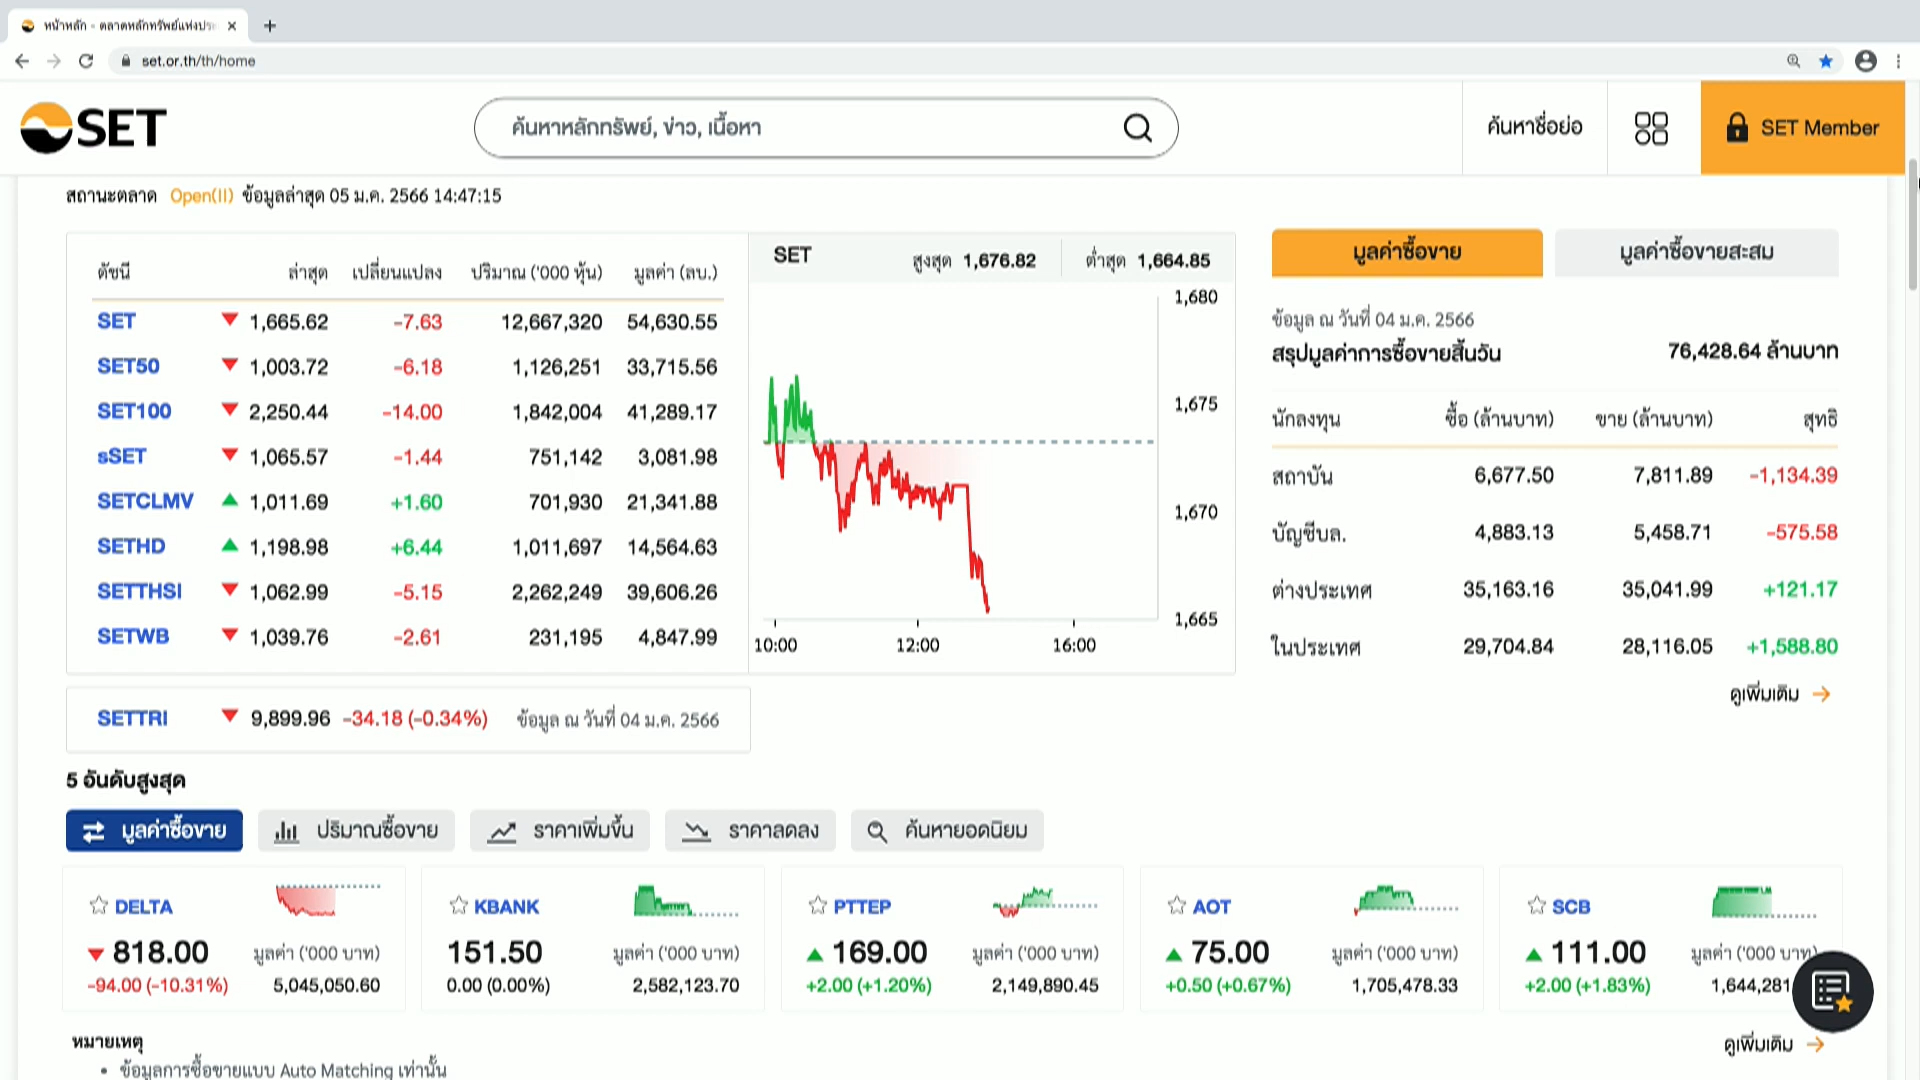 หน้าหลัก - ตลาดหลักทรัพย์แห่งประ
set.or.th/th/home
SET
ค้นหาหลักทรัพย์, ข่าว, เนื้อหา
ค้นหาชื่อย่อ
SET Member
สถานะตลาด Open(II) ข้อมูลล่าสุด 05 ม.ค. 2566 14:47:15
ดัชนี ล่าสุด เปลี่ยนแปลง ปริมาณ ('000 หุ้น) มูลค่า (ลบ.)
SET 1,665.62 -7.63 12,667,320 54,630.55
SET50 1,003.72 -6.18 1,126,251 33,715.56
SET100 2,250.44 -14.00 1,842,004 41,289.17
sSET 1,065.57 -1.44 751,142 3,081.98
SETCLMV 1,011.69 +1.60 701,930 21,341.88
SETHD 1,198.98 +6.44 1,011,697 14,564.63
SETTHSI 1,062.99 -5.15 2,262,249 39,606.26
SETWB 1,039.76 -2.61 231,195 4,847.99
SETTRI 9,899.96 -34.18 (-0.34%) ข้อมูล ณ วันที่ 04 ม.ค. 2566
SET สูงสุด 1,676.82 ต่ำสุด 1,664.85
1,680
1,675
1,670
1,665
10:00 12:00 16:00
มูลค่าซื้อขาย มูลค่าซื้อขายสะสม
ข้อมูล ณ วันที่ 04 ม.ค. 2566
สรุปมูลค่าการซื้อขายสิ้นวัน 76,428.64 ล้านบาท
นักลงทุน ซื้อ (ล้านบาท) ขาย (ล้านบาท) สุทธิ
สถาบัน 6,677.50 7,811.89 -1,134.39
บัญชีบล. 4,883.13 5,458.71 -575.58
ต่างประเทศ 35,163.16 35,041.99 +121.17
ในประเทศ 29,704.84 28,116.05 +1,588.80
ดูเพิ่มเติม
5 อันดับสูงสุด
มูลค่าซื้อขาย ปริมาณซื้อขาย ราคาเพิ่มขึ้น ราคาลดลง ค้นหายอดนิยม
DELTA
818.00 มูลค่า ('000 บาท)
-94.00 (-10.31%) 5,045,050.60
KBANK
151.50 มูลค่า ('000 บาท)
0.00 (0.00%) 2,582,123.70
PTTEP
169.00 มูลค่า ('000 บาท)
+2.00 (+1.20%) 2,149,890.45
AOT
75.00 มูลค่า ('000 บาท)
+0.50 (+0.67%) 1,705,478.33
SCB
111.00 มูลค่า ('000 บาท)
+2.00 (+1.83%) 1,644,281
หมายเหตุ
ดูเพิ่มเติม
• ข้อมูลการซื้อขายแบบ Auto Matching เท่านั้น